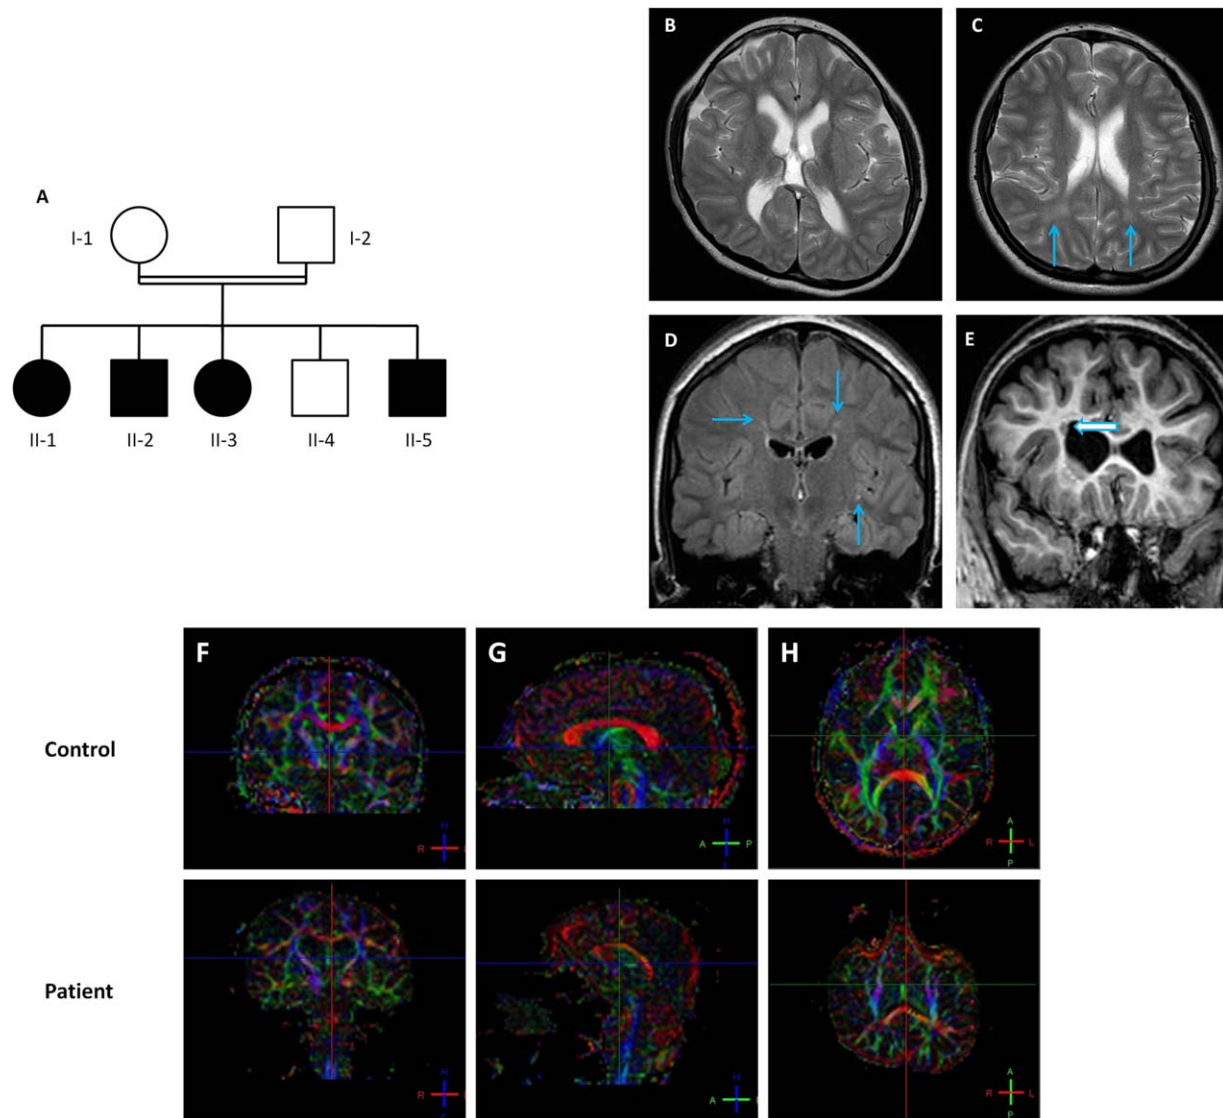 A
I-1
I-2
II-1
II-2
II-3
II-4
II-5
B
C
D
E
F
G
H
Control
H
R
H
A
P
A
R
L
P
Patient
H
R
H
A
A
R
L
P